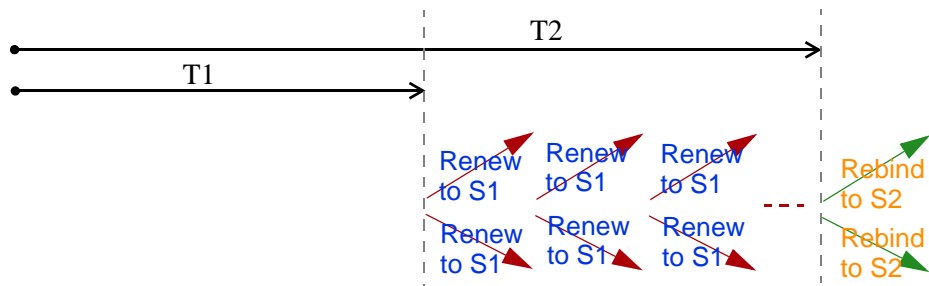 T2
T1
Renew
to S1
Renew
to S1
Renew
to S1
Rebind
to S2
Renew
to S1
Renew
to S1
Renew
to S1
Rebind
to S2